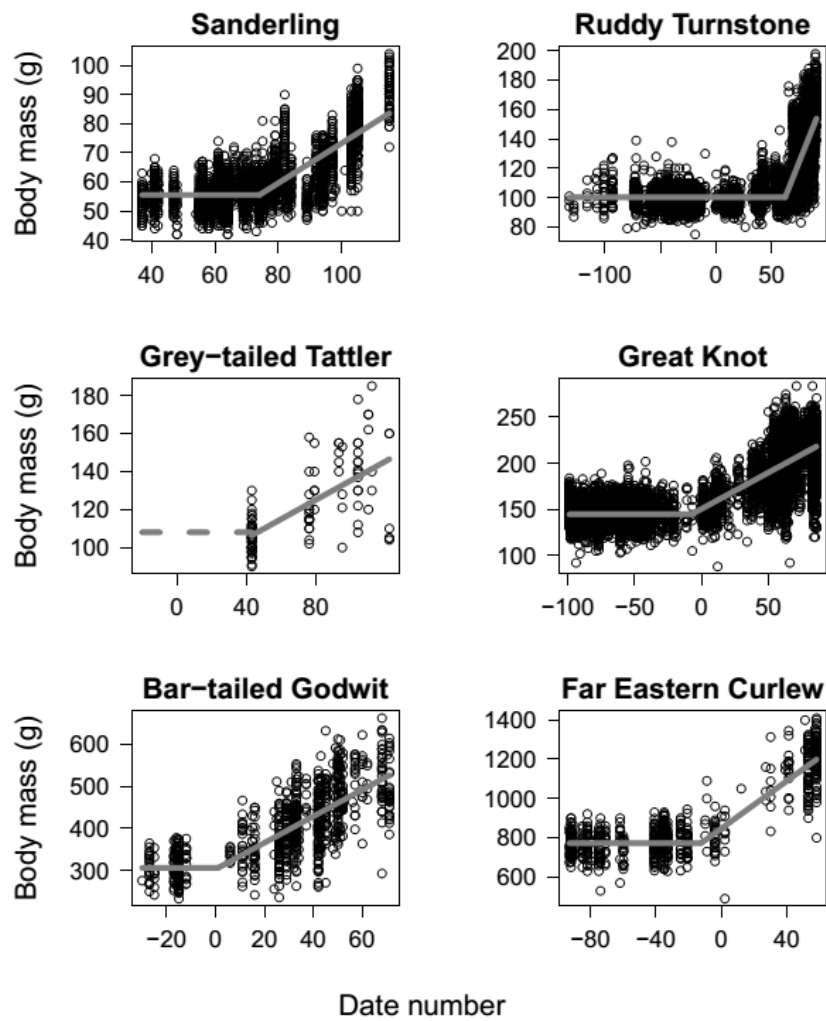 Sanderling
Ruddy Turnstone
Body mass (g)
100
90
80
70
60
50
40
40 60 80 100
200
180
160
140
120
100
80
−100 0 50
Grey−tailed Tattler
Great Knot
Body mass (g)
180
160
140
120
100
0 40 80
250
200
150
100
−100 −50 0 50
Bar−tailed Godwit
Far Eastern Curlew
Body mass (g)
600
500
400
300
−20 0 20 40 60
1400
1200
1000
800
600
−80 −40 0 40
Date number